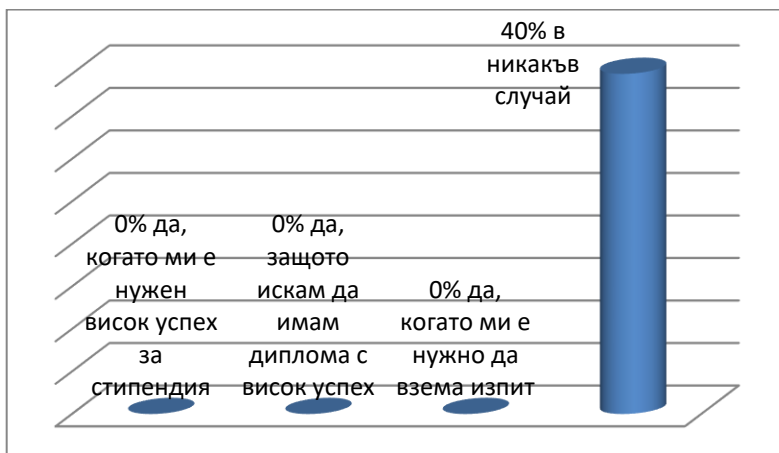 0% да,
когато ми е
нужен
висок успех
за
стипендия
0% да,
защото
искам да
имам
диплома с
висок успех
0% да,
когато ми е
нужно да
взема изпит
40% в
никакъв
случай